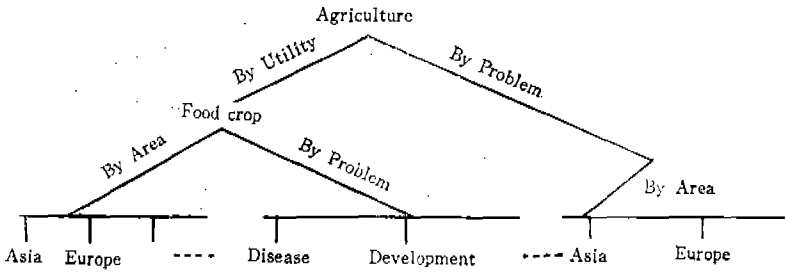 Agriculture
By Utility
By Problem
Food crop
By Area
By Problem
By Area
Asia Europe Disease Development Asia Europe